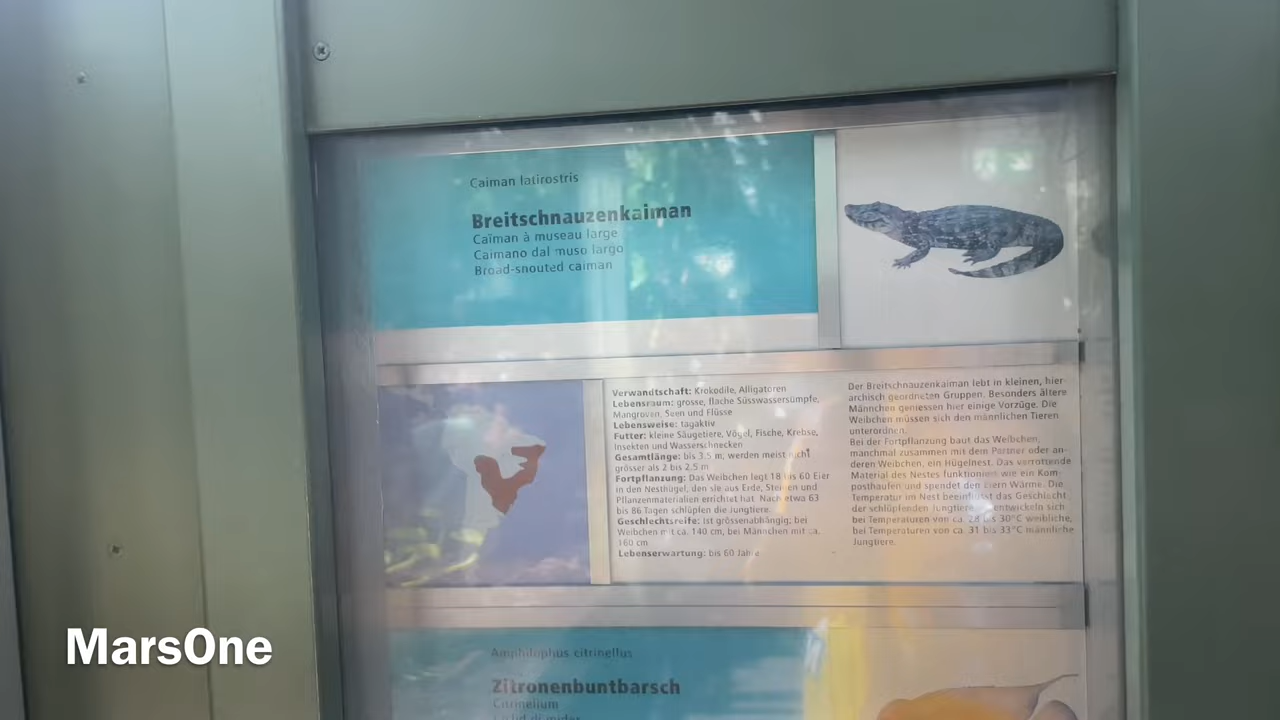 Caiman latirostris
Breitschnauzenkaiman
Caïman à museau large
Caimano dal muso largo
Broad-snouted caiman
Verwandtschaft: Krokodile, Alligatoren
Lebensraum: grosse, flache Süsswassersümpfe,
Mangroven, Seen und Flüsse
Lebensweise: tagaktiv
Futter: kleine Säugetiere, Vögel, Fische, Krebse,
Insekten und Wasserschnecken
Gesamtlänge: bis 3.5 m, werden meist nicht
grösser als 2 bis 2.5 m
Fortpflanzung: Das Weibchen legt 18 bis 60 Eier
in den Nesthügel, den sie aus Erde, Steinen und
Pflanzenmaterialien errichtet hat. Nach etwa 63
bis 86 Tagen schlüpfen die Jungtiere.
Geschlechtsreife: ist grössenabhängig; bei
Weibchen mit ca. 140 cm, bei Männchen mit ca.
160 cm
Lebenserwartung: bis 60 Jahre
Der Breitschnauzenkaiman lebt in kleinen, hier-
archisch geordneten Gruppen. Besonders ältere
Männchen geniessen hier einige Vorzüge. Die
Weibchen müssen sich den männlichen Tieren
unterordnen.
Bei der Fortpflanzung baut das Weibchen,
manchmal zusammen mit dem Partner oder an-
deren Weibchen, ein Hügelnest. Das verrottende
Material des Nestes funktioniert wie ein Kom-
posthaufen und spendet den Eiern Wärme. Die
Temperatur im Nest beeinflusst das Geschlecht
der schlüpfenden Jungtiere. entwickeln sich
bei Temperaturen von ca. 28 bis 30°C weibliche,
bei Temperaturen von ca. 31 bis 33°C männliche
Jungtiere.
Amphilophus citrinellus
Zitronenbuntbarsch
Citrinellum
MarsOne